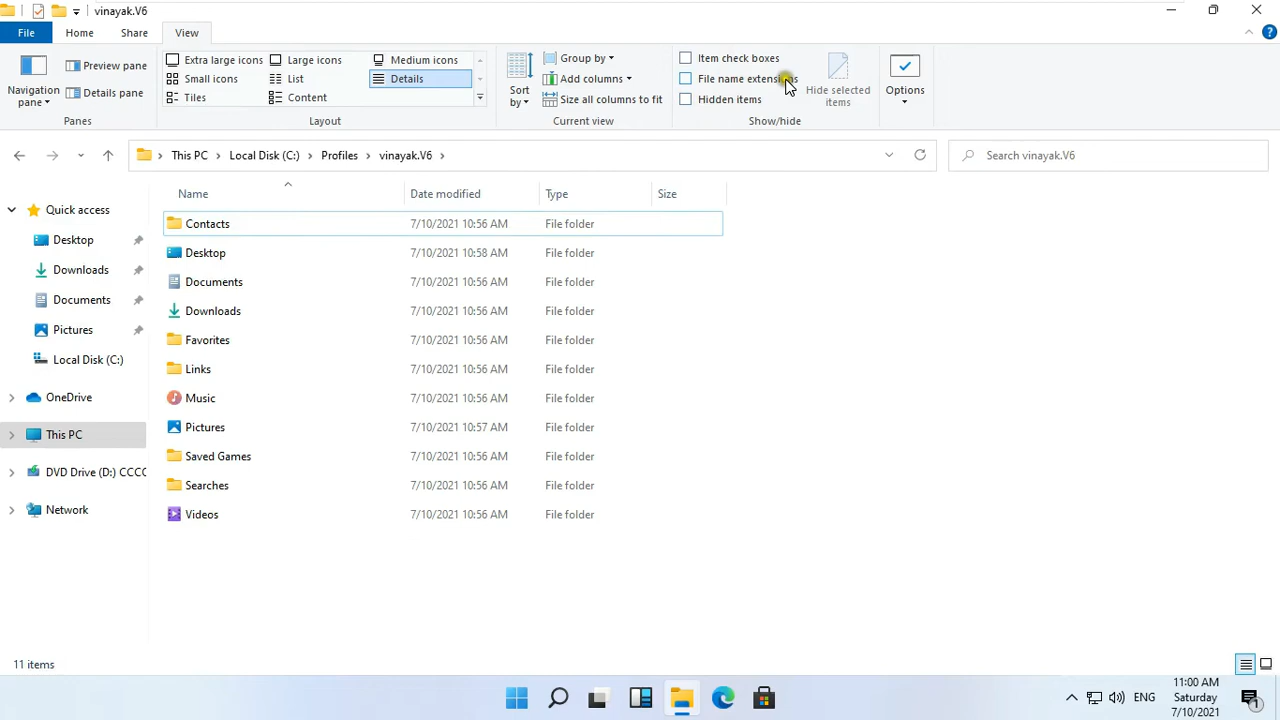 vinayak.V6
File Home Share View
Navigation pane
Preview pane
Details pane
Panes
Extra large icons Large icons Medium icons
Small icons List Details
Tiles Content
Layout
Sort by
Group by
Add columns
Size all columns to fit
Current view
Item check boxes
File name extensions
Hidden items
Hide selected items
Show/hide
Options
This PC Local Disk (C:) Profiles vinayak.V6
Search vinayak.V6
Quick access
Desktop
Downloads
Documents
Pictures
Local Disk (C:)
OneDrive
This PC
DVD Drive (D:) CCC
Network
Name Date modified Type Size
Contacts 7/10/2021 10:56 AM File folder
Desktop 7/10/2021 10:58 AM File folder
Documents 7/10/2021 10:56 AM File folder
Downloads 7/10/2021 10:56 AM File folder
Favorites 7/10/2021 10:56 AM File folder
Links 7/10/2021 10:56 AM File folder
Music 7/10/2021 10:56 AM File folder
Pictures 7/10/2021 10:57 AM File folder
Saved Games 7/10/2021 10:56 AM File folder
Searches 7/10/2021 10:56 AM File folder
Videos 7/10/2021 10:56 AM File folder
11 items
ENG
11:00 AM
Saturday
7/10/2021
1